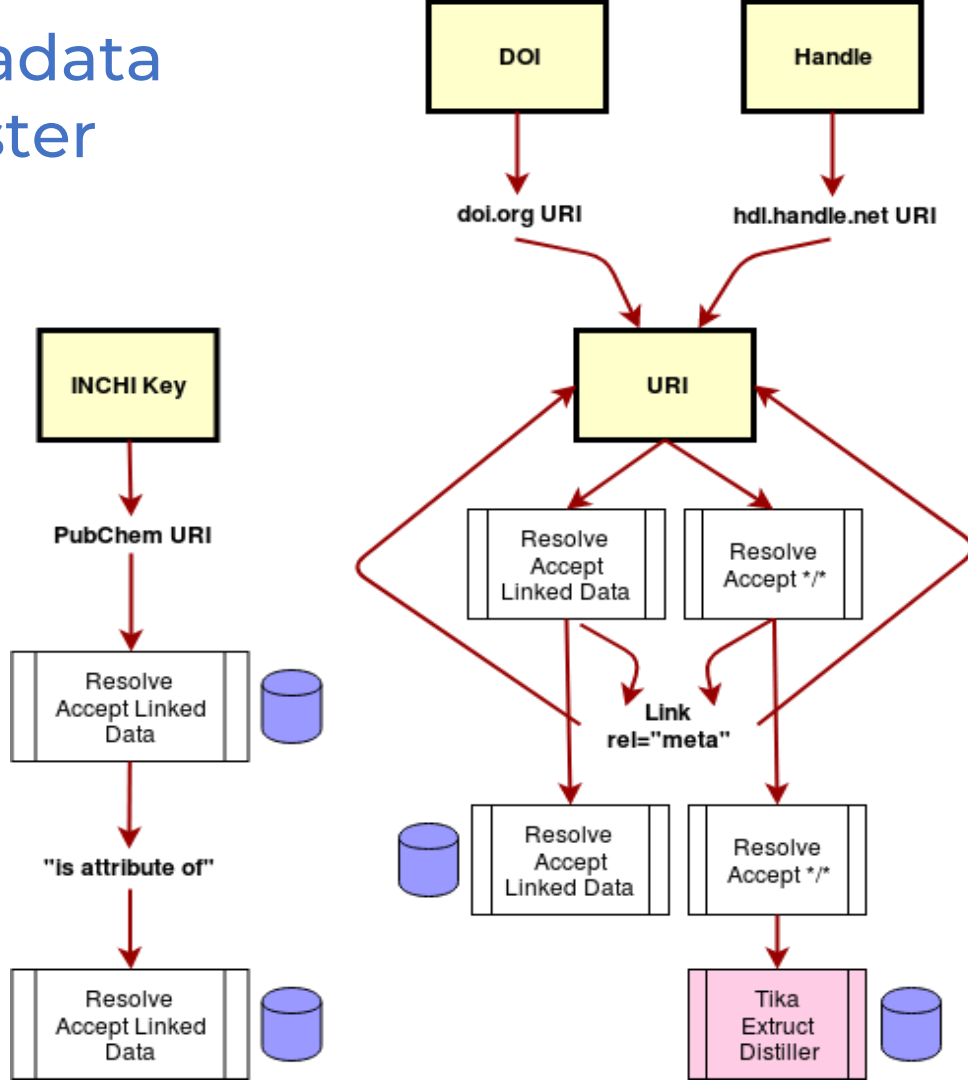 adata
ster
DOI
Handle
doi.org URI
hdl.handle.net URI
INCHI Key
URI
PubChem URI
Resolve
Accept
Linked Data
Resolve
Accept */*
Resolve
Accept Linked
Data
Link
rel="meta"
"is attribute of"
Resolve
Accept
Linked Data
Resolve
Accept */*
Resolve
Accept Linked
Data
Tika
Extruct
Distiller